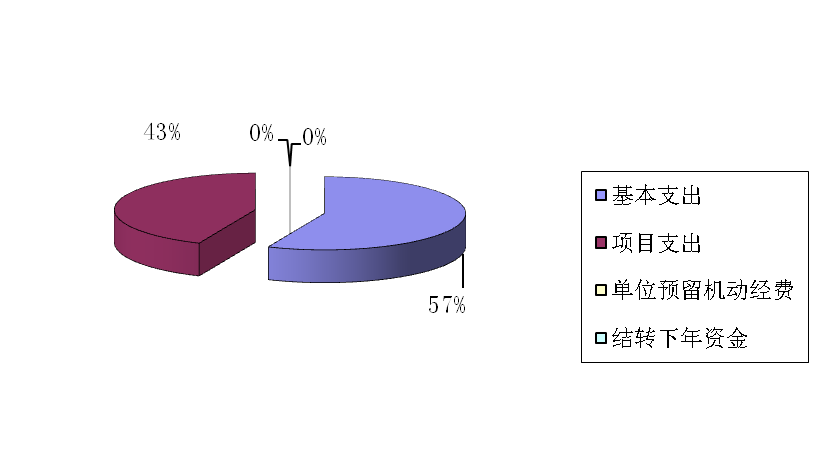 43%
0%
0%
57%
基本支出
项目支出
单位预留机动经费
结转下年资金